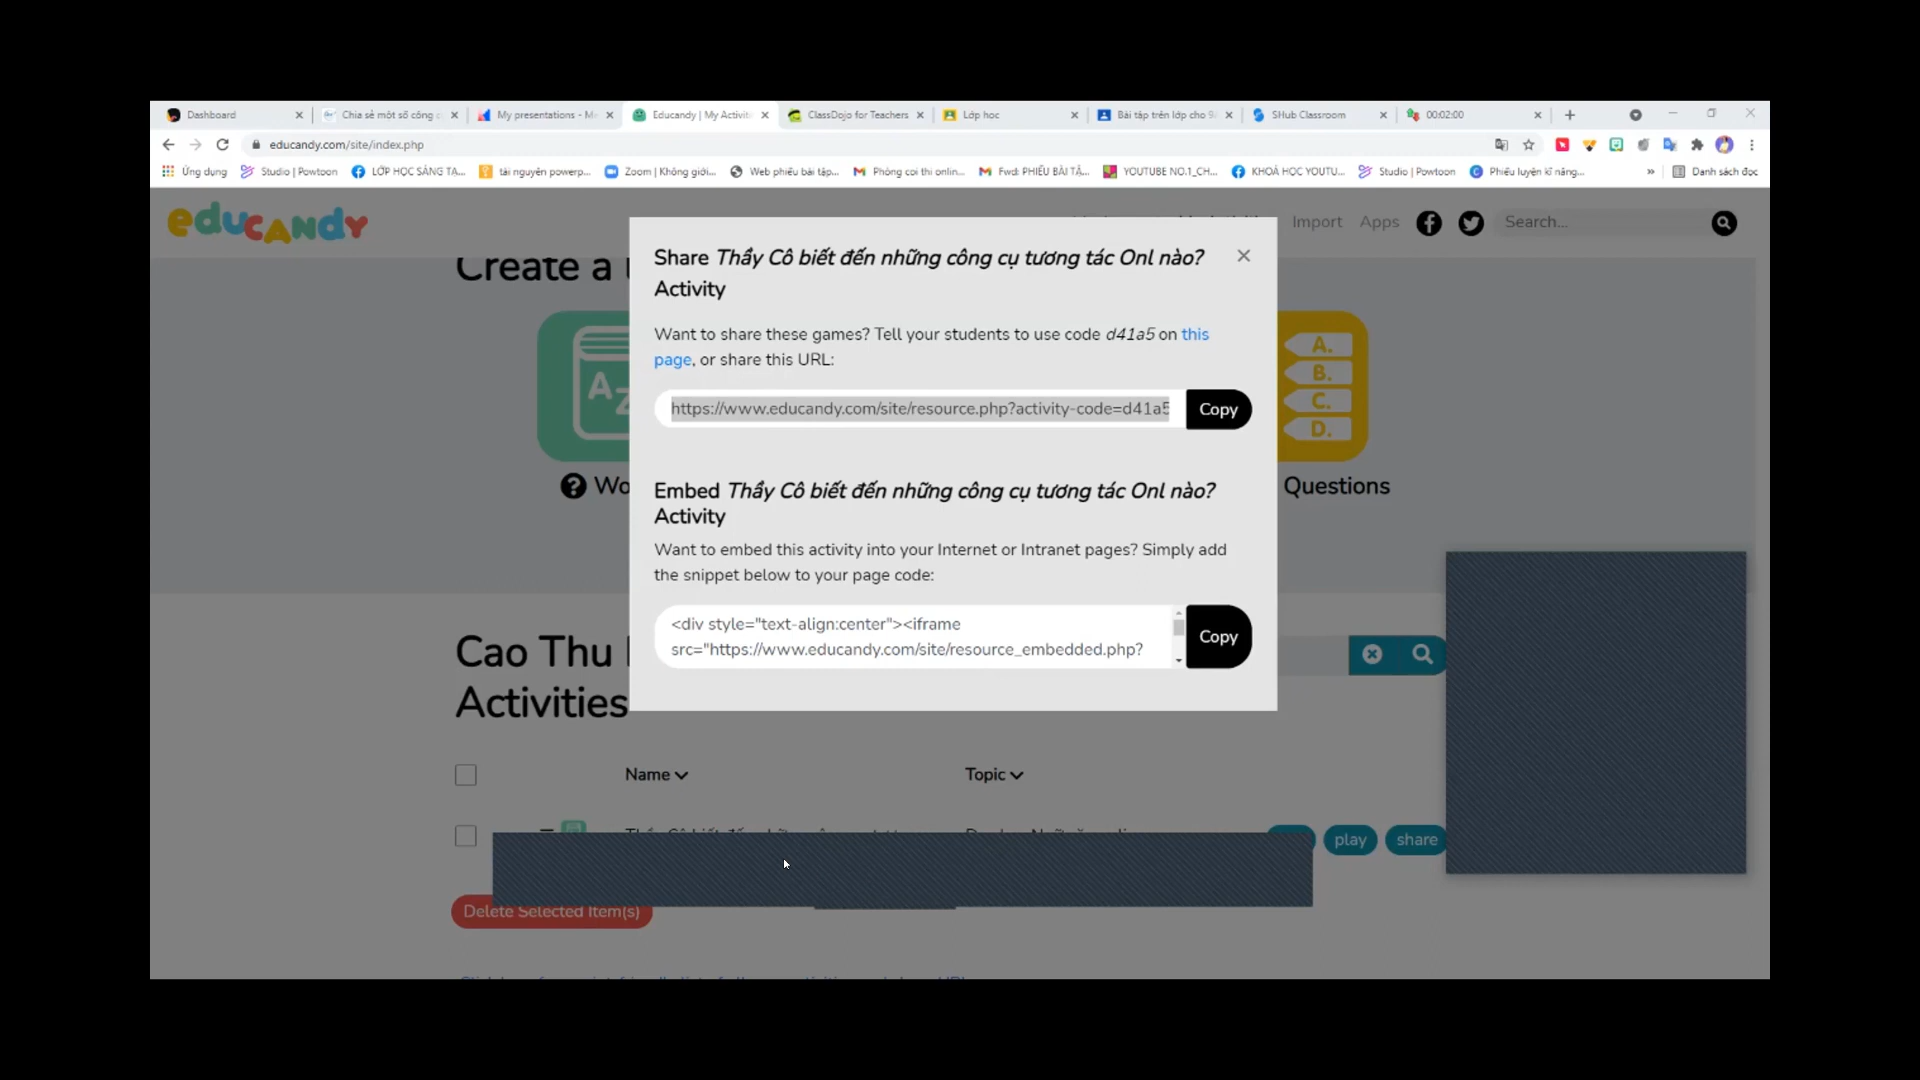 Dashboard
Chia sẻ một số công c
My presentations - Me
Educandy | My Activiti
ClassDojo for Teachers
Lớp học
Bài tập trên lớp cho 9/
SHub Classroom
00:02:00
educandy.com/site/index.php
Ứng dụng
Studio | Powtoon
LỚP HỌC SÁNG TẠ...
tài nguyên powerp...
Zoom | Không giới...
Web phiếu bài tập...
Phòng coi thi onlin...
Fwd: PHIẾU BÀI TẬ...
YOUTUBE NO.1_CH...
KHOÁ HỌC YOUTU...
Studio | Powtoon
Phiếu luyện kĩ năng...
»
Danh sách đọc
educandy
Import
Apps
Search...
Create a
Share Thầy Cô biết đến những công cụ tương tác Onl nào?
Activity
Want to share these games? Tell your students to use code d41a5 on this
page, or share this URL:
https://www.educandy.com/site/resource.php?activity-code=d41a5
Copy
AZ
A.
B.
C.
D.
Wo
Questions
Embed Thầy Cô biết đến những công cụ tương tác Onl nào?
Activity
Want to embed this activity into your Internet or Intranet pages? Simply add
the snippet below to your page code:
<div style="text-align:center"><iframe
src="https://www.educandy.com/site/resource_embedded.php?
Copy
Cao Thu
Activities
Name
Topic
play
share
Delete Selected Item(s)